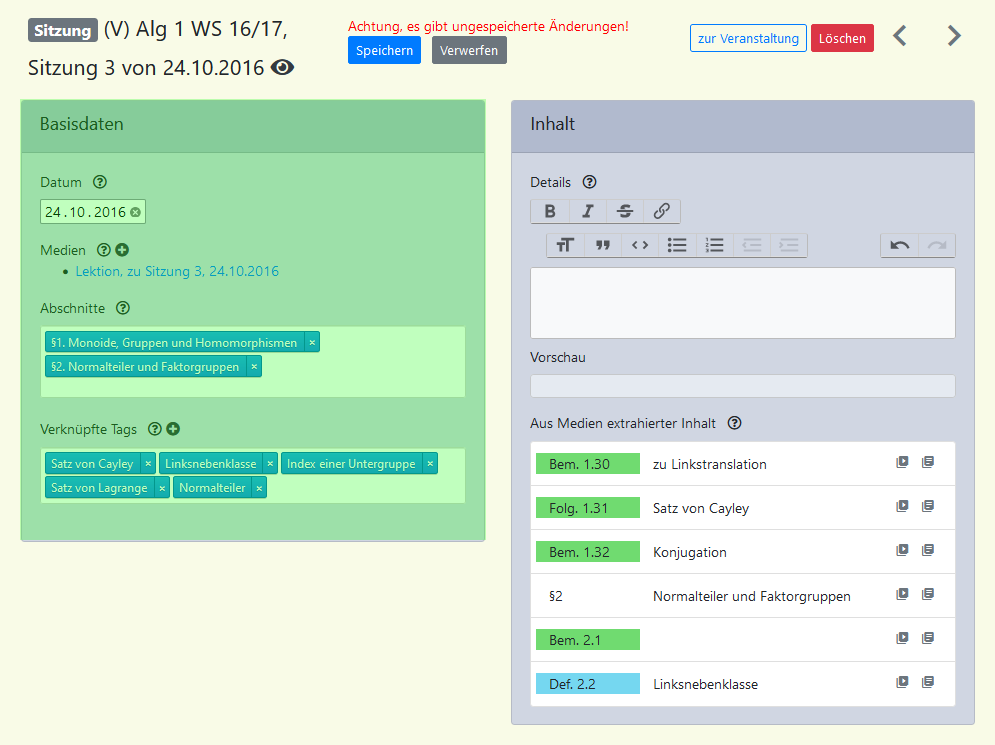 Sitzung (V) Alg 1 WS 16/17,
Sitzung 3 von 24.10.2016
Achtung, es gibt ungespeicherte Änderungen!
Speichern Verwerfen
zur Veranstaltung Löschen
Basisdaten
Datum
24.10.2016
Medien
Lektion, zu Sitzung 3, 24.10.2016
Abschnitte
§1. Monoide, Gruppen und Homomorphismen ×
§2. Normalteiler und Faktorgruppen ×
Verknüpfte Tags
Satz von Cayley × Linksnebenklasse × Index einer Untergruppe ×
Satz von Lagrange × Normalteiler ×
Inhalt
Details
Vorschau
Aus Medien extrahierter Inhalt
Bem. 1.30 zu Linkstranslation
Folg. 1.31 Satz von Cayley
Bem. 1.32 Konjugation
§2 Normalteiler und Faktorgruppen
Bem. 2.1
Def. 2.2 Linksnebenklasse